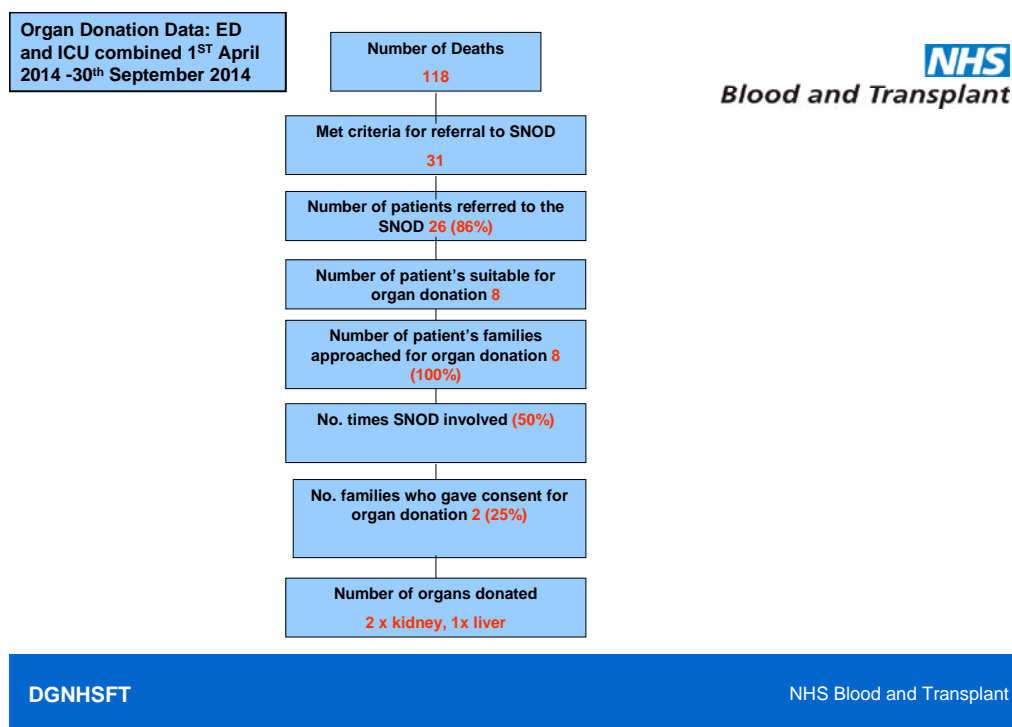 Organ Donation Data: ED
and ICU combined 1ST April
2014 -30th September 2014
NHS
Blood and Transplant
Number of Deaths
118
Met criteria for referral to SNOD
31
Number of patients referred to the
SNOD 26 (86%)
Number of patient's suitable for
organ donation 8
Number of patient's families
approached for organ donation 8
(100%)
No. times SNOD involved (50%)
No. families who gave consent for
organ donation 2 (25%)
Number of organs donated
2 x kidney, 1x liver
DGNHSFT
NHS Blood and Transplant